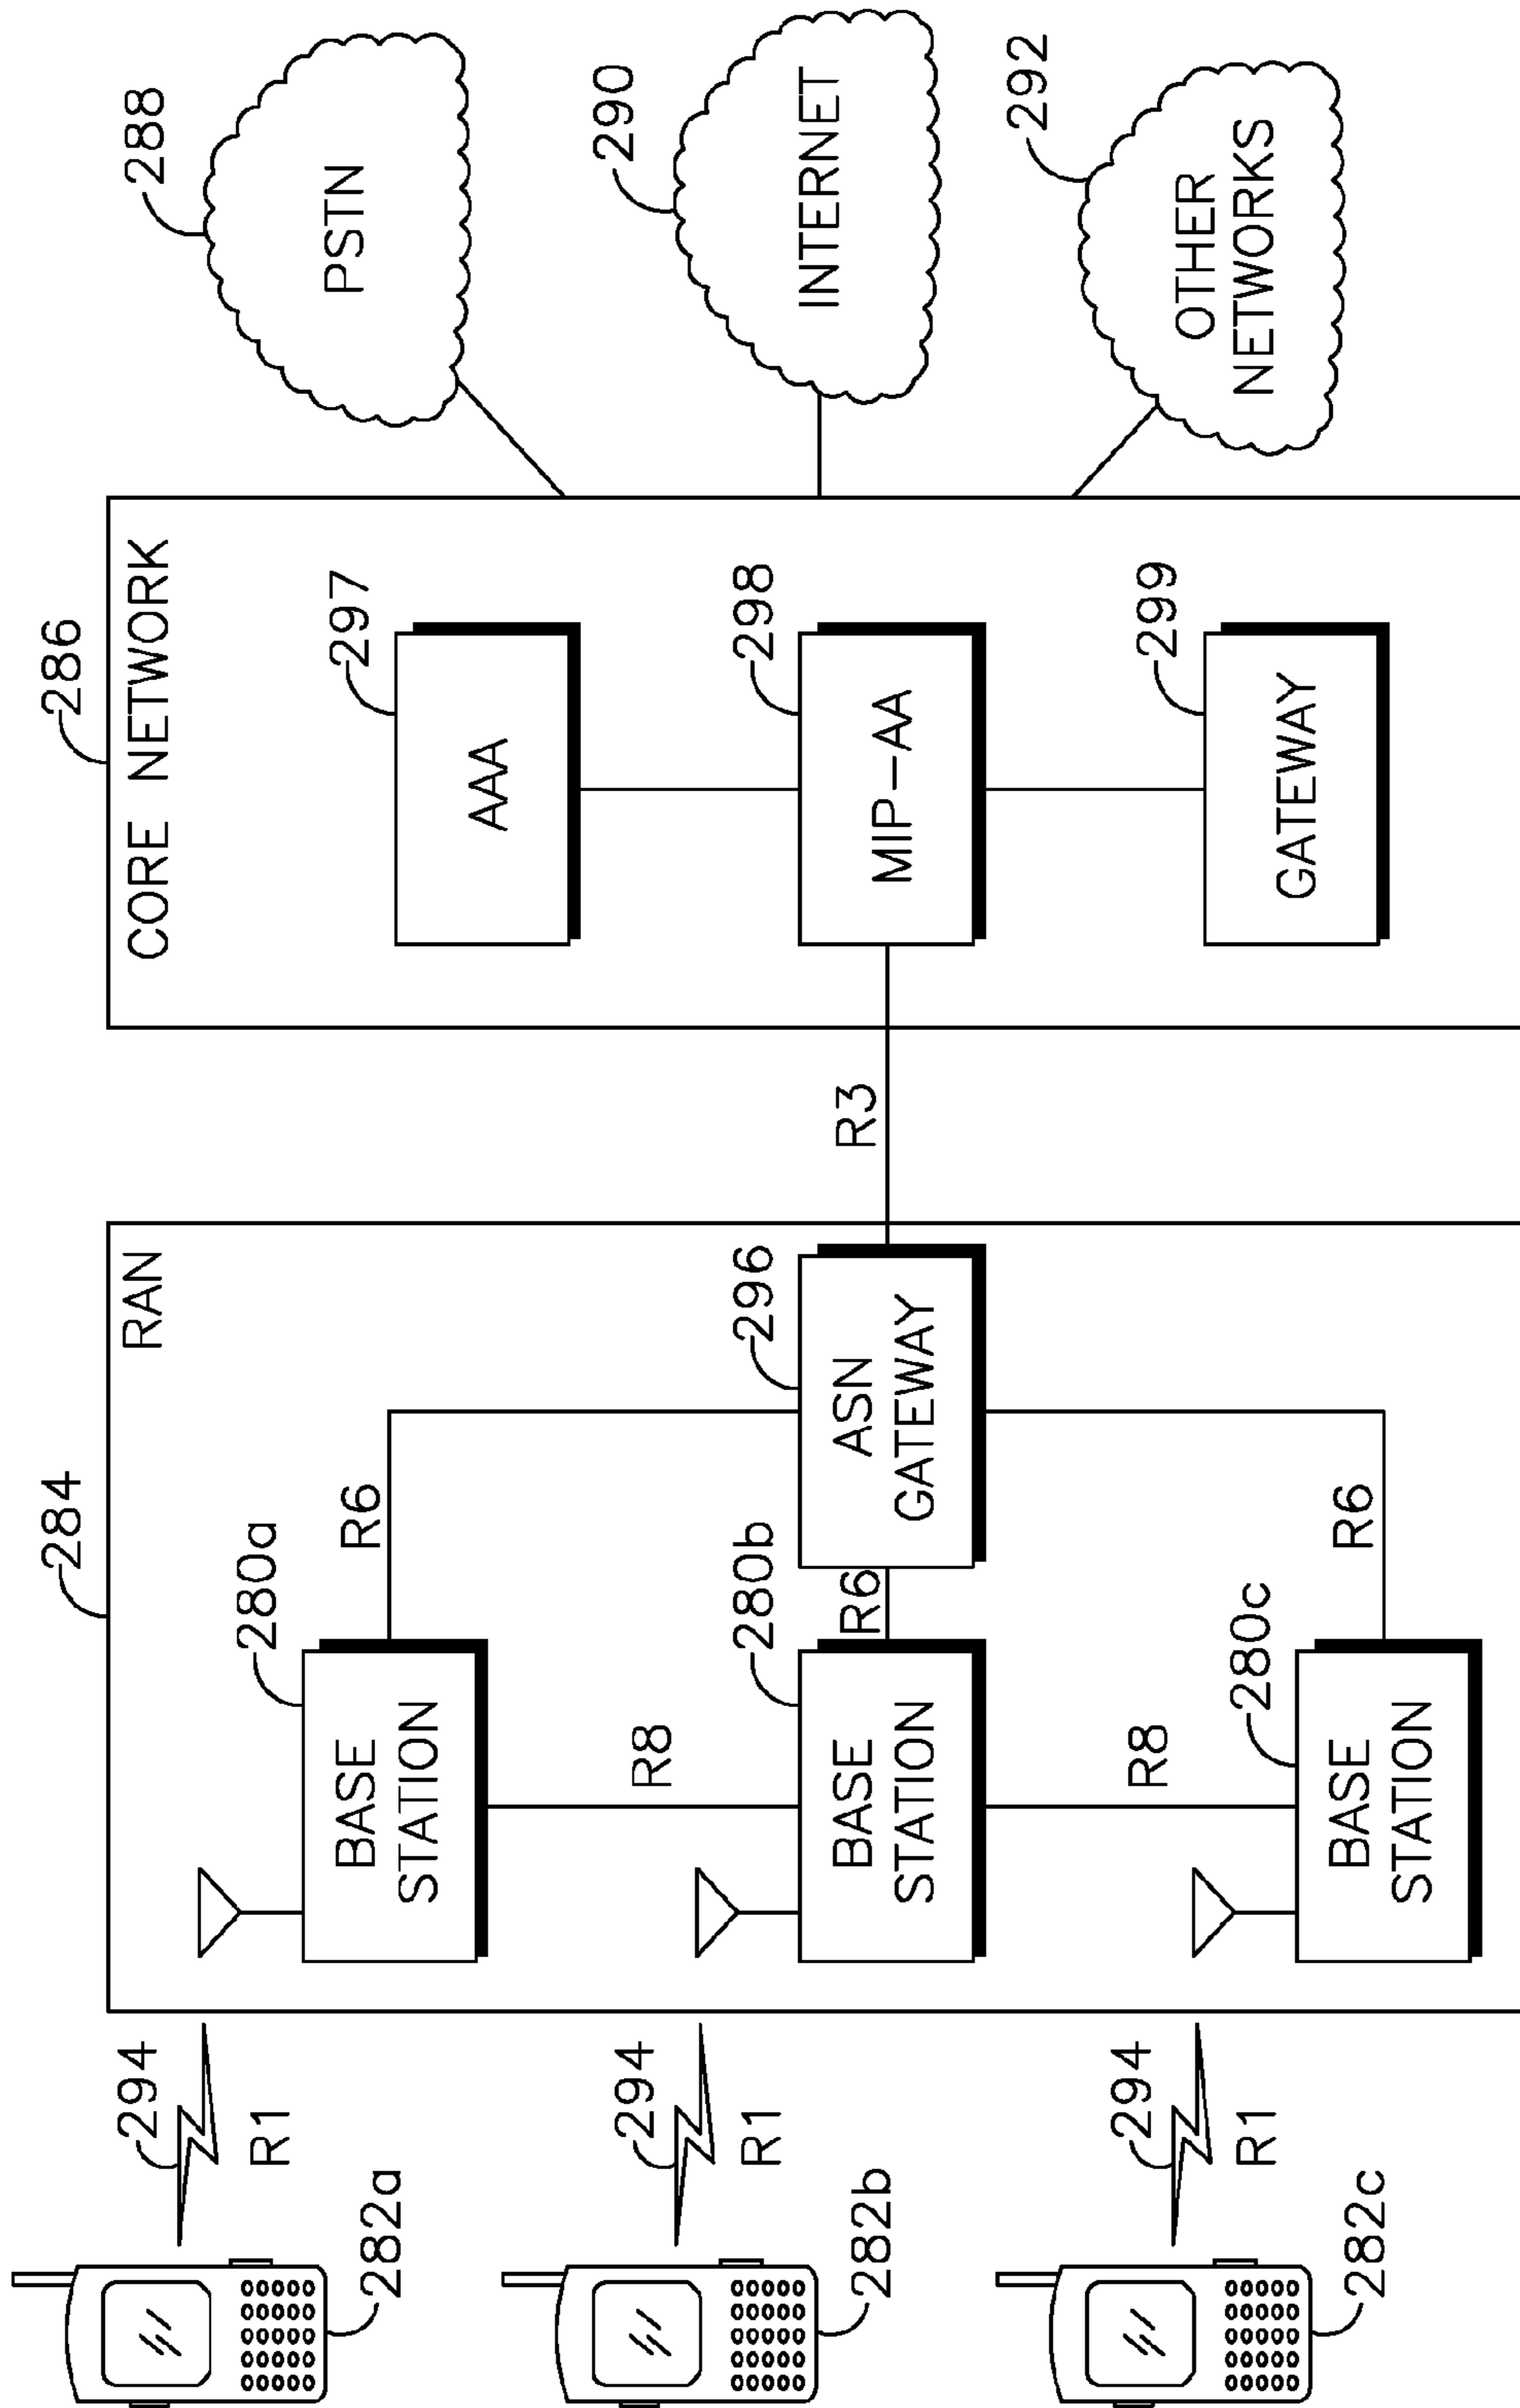 284
RAN
286
CORE NETWORK
288
PSTN
290
INTERNET
292
OTHER
NETWORKS
297
AAA
298
MIP-AA
299
GATEWAY
R3
296
ASN
GATEWAY
R6
R6
R6
280a
BASE
STATION
R8
280b
BASE
STATION
R8
280c
BASE
STATION
294
R1
282a
294
R1
282b
294
R1
282c